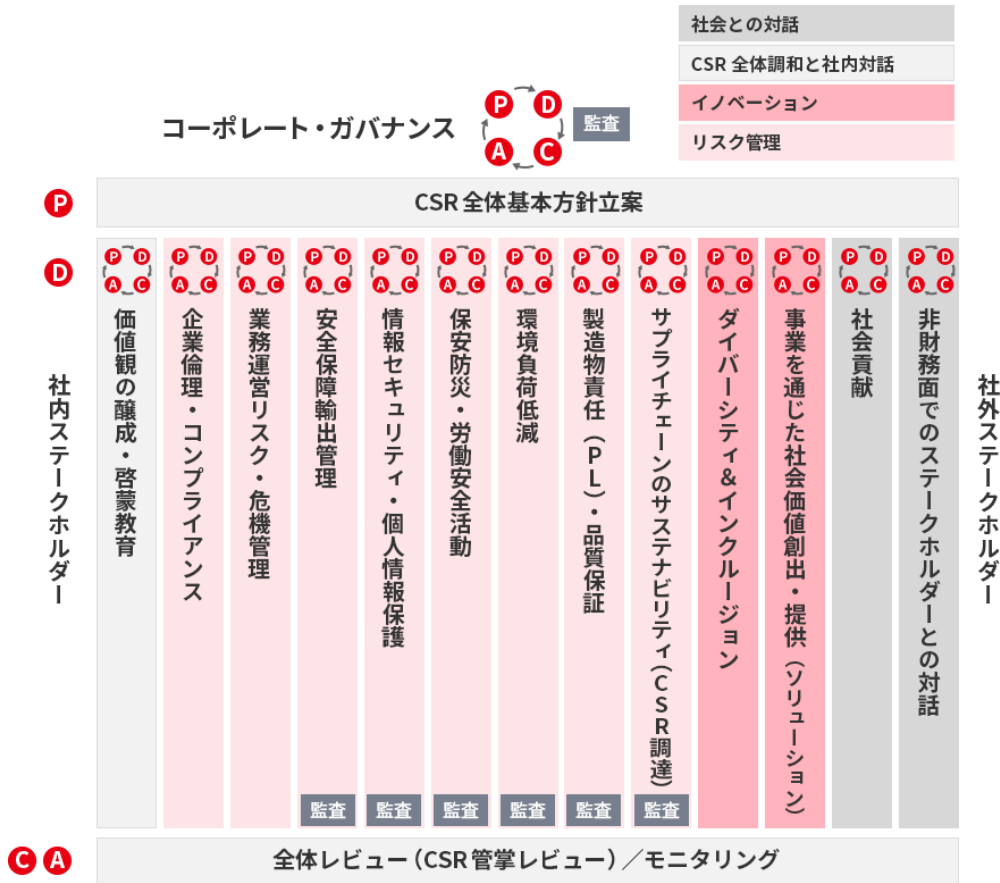 社会との対話
CSR 全体調和と社内対話
イノベーション
リスク管理
コーポレート・ガバナンス
P D
A C
監査
P
CSR 全体基本方針立案
D
P D
A C
P D
A C
P D
A C
P D
A C
P D
A C
P D
A C
P D
A C
P D
A C
P D
A C
P D
A C
P D
A C
P D
A C
P D
A C
社内ステークホルダー
価値観の醸成・啓蒙教育
企業倫理・コンプライアンス
業務運営リスク・危機管理
安全保障輸出管理
情報セキュリティ・個人情報保護
保安防災・労働安全活動
環境負荷低減
製造物責任（PL）・品質保証
サプライチェーンのサステナビリティ（CSR調達）
ダイバーシティ＆インクルージョン
事業を通じた社会価値創出・提供（ソリューション）
社会貢献
非財務面でのステークホルダーとの対話
社外ステークホルダー
監査
監査
監査
監査
監査
監査
C A
全体レビュー（CSR 管掌レビュー）／モニタリング